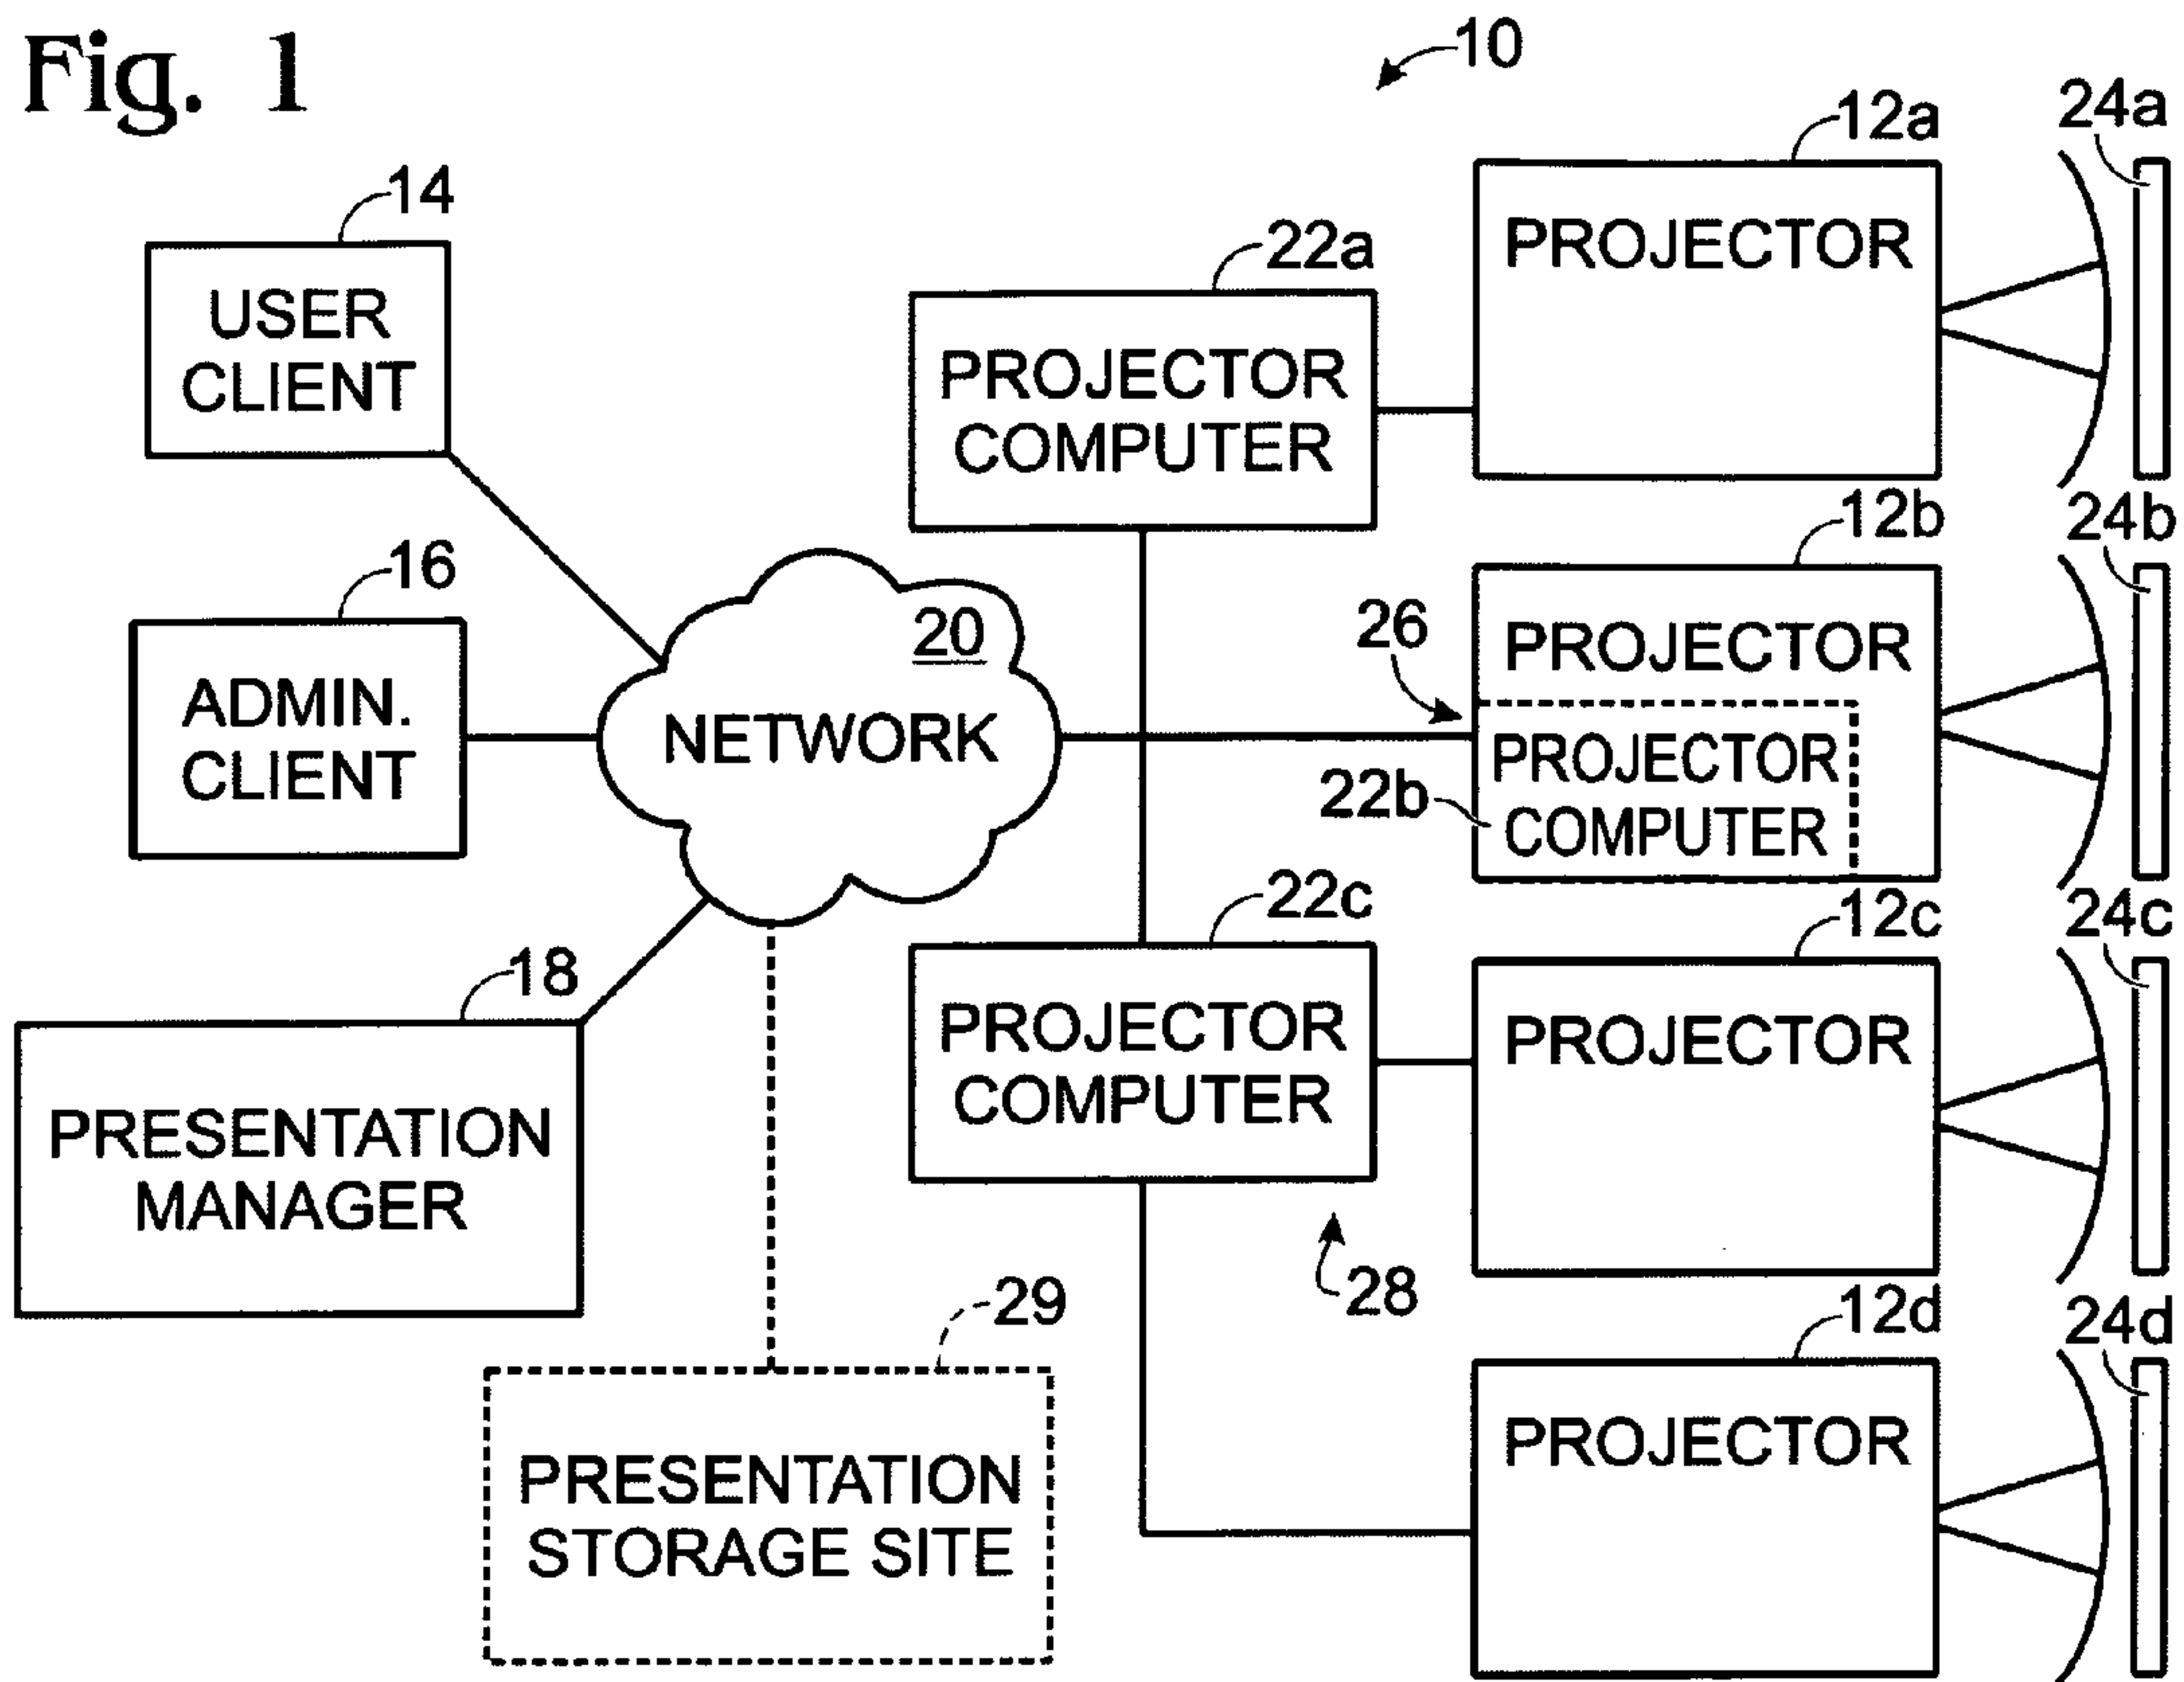 Fig. 1
10
12a
24a
14
22a
PROJECTOR
USER
CLIENT
PROJECTOR
COMPUTER
12b
24b
16
20
26
PROJECTOR
ADMIN.
CLIENT
NETWORK
PROJECTOR
COMPUTER
22b
22c
12c
24c
18
PROJECTOR
COMPUTER
PROJECTOR
PRESENTATION
MANAGER
28
29
12d
24d
PROJECTOR
PRESENTATION
STORAGE SITE